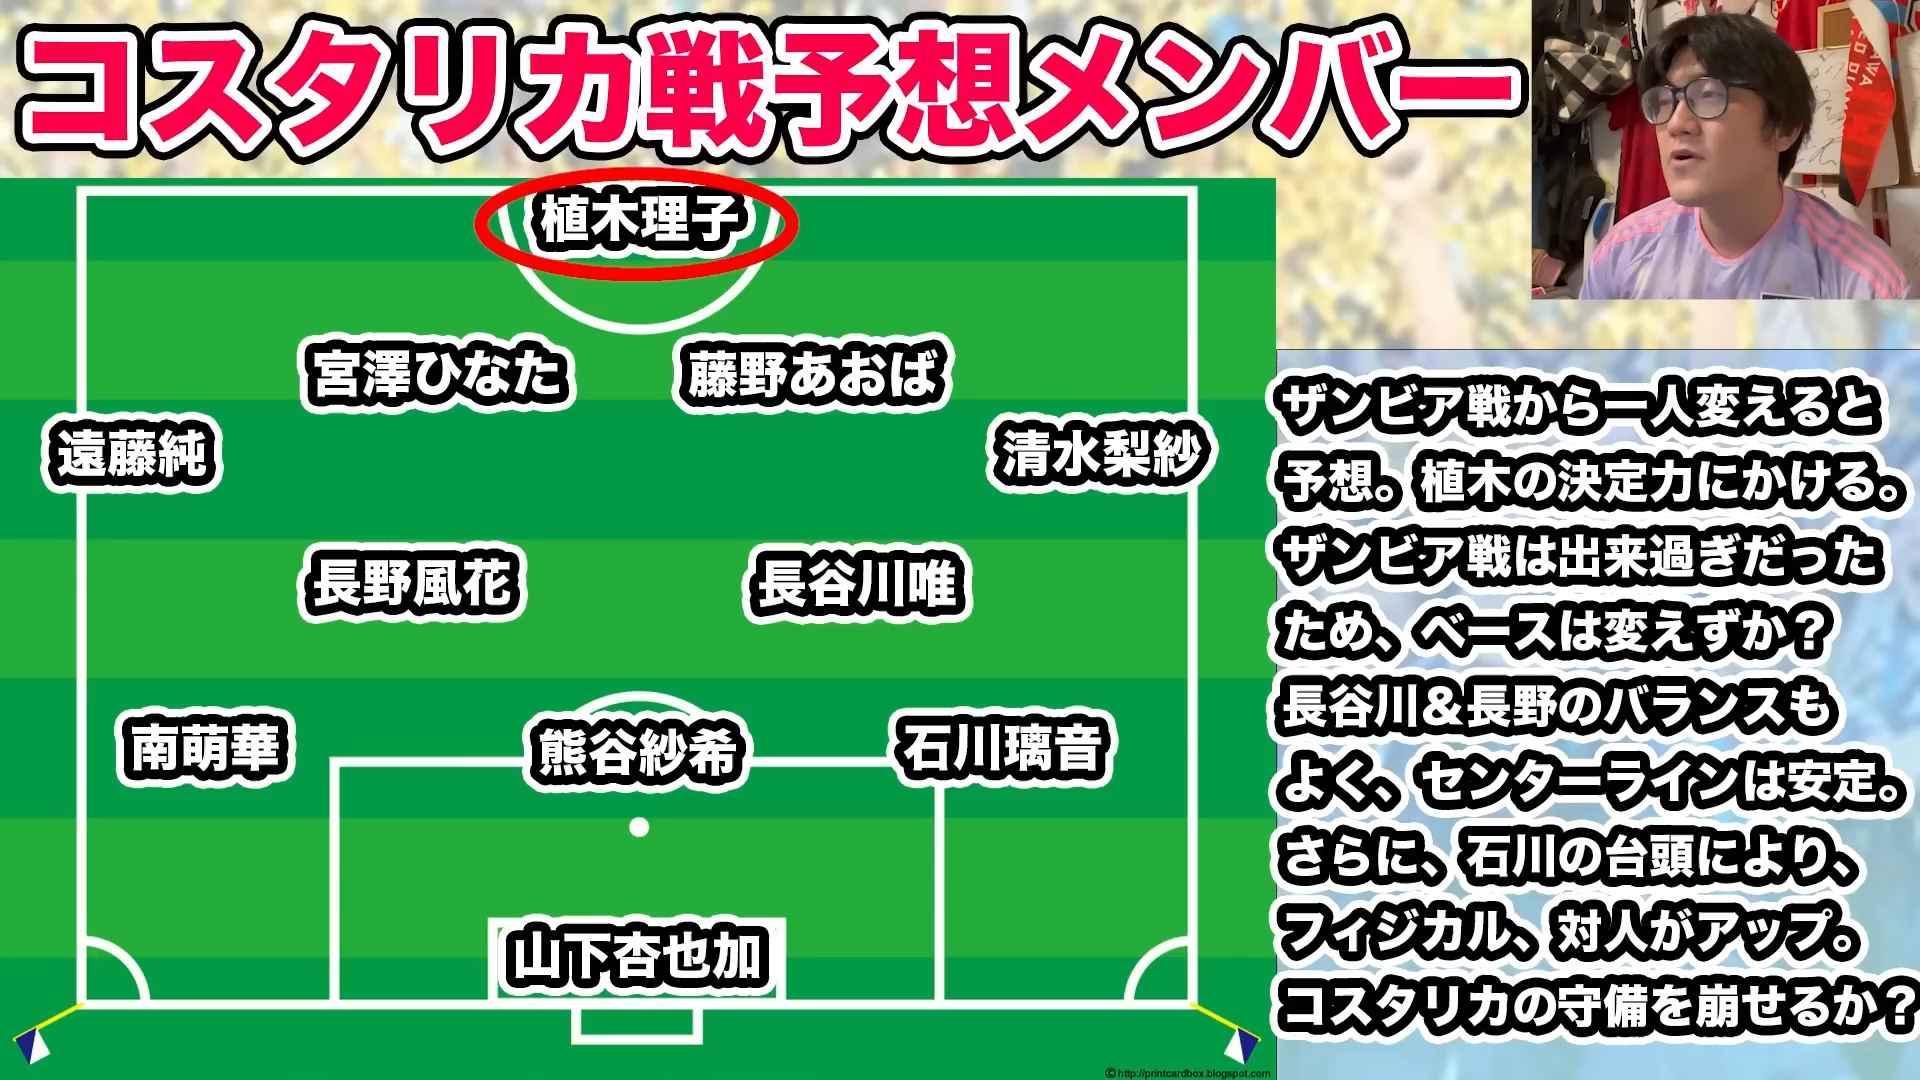 コスタリカ戦予想メンバー
植木理子
宮澤ひなた
藤野あおば
遠藤純
清水梨紗
長野風花
長谷川唯
南萌華
熊谷紗希
石川璃音
山下杏也加
ザンビア戦から一人変えると
予想。植木の決定力にかける。
ザンビア戦は出来過ぎだった
ため、ベースは変えずか？
長谷川&長野のバランスも
よく、センターラインは安定。
さらに、石川の台頭により、
フィジカル、対人がアップ。
コスタリカの守備を崩せるか？
©http://printcardbox.blogspot.com